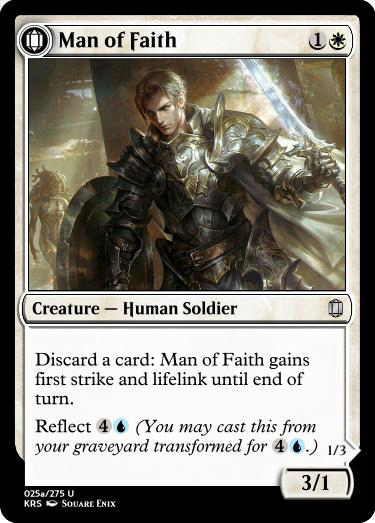 Man of Faith 1
Creature — Human Soldier
Discard a card: Man of Faith gains
first strike and lifelink until end of
turn.
Reflect 4 (You may cast this from
your graveyard transformed for 4 .)
1/3
3/1
025a/275 U
KRS Square Enix